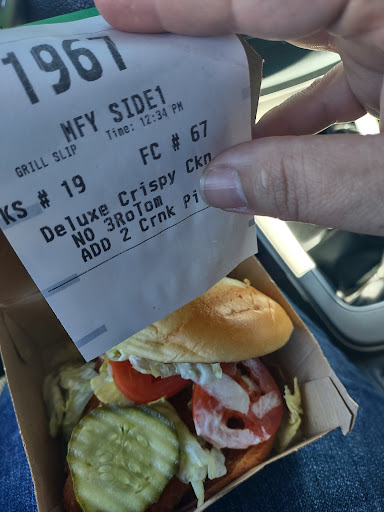 1961
MFY SIDE1
GRILL SLIP Time: 12:34 PM
KS # 19 FC # 67
Deluxe Crispy Ckn
NO 3RoTom
ADD 2 Crnk Pi